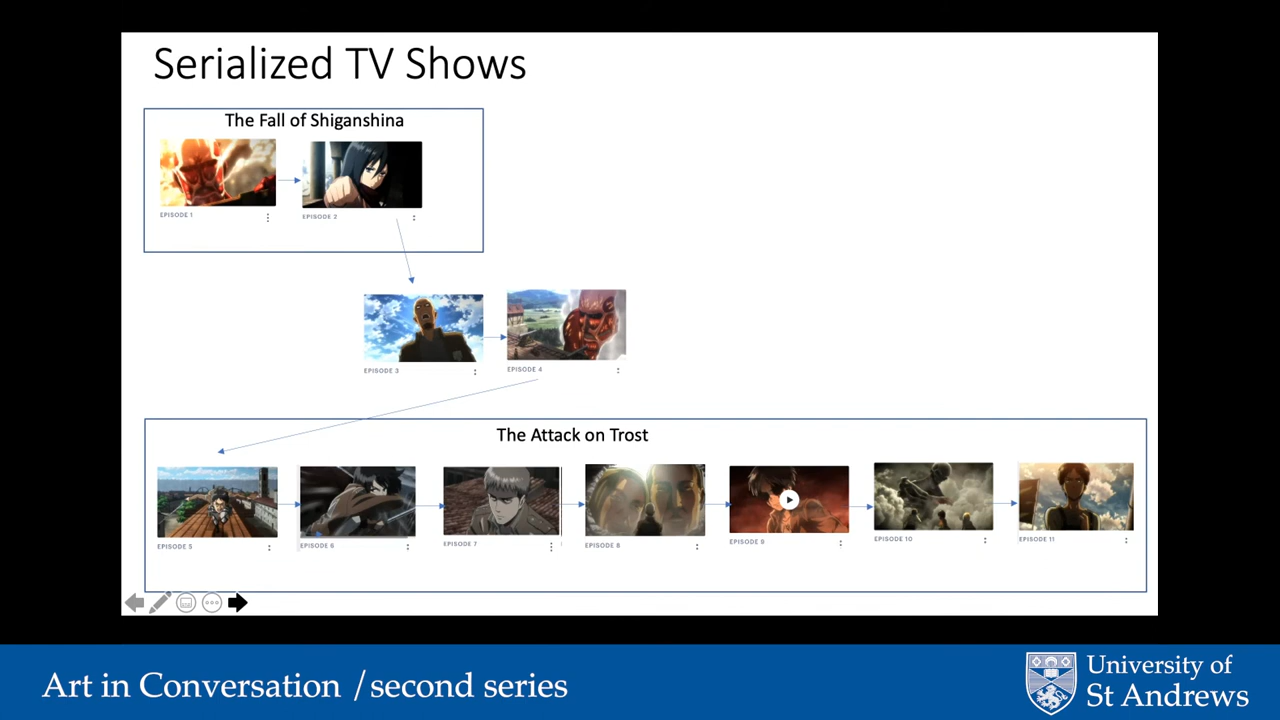 Serialized TV Shows
The Fall of Shiganshina
EPISODE 1
EPISODE 2
EPISODE 3
EPISODE 4
The Attack on Trost
EPISODE 5
EPISODE 6
EPISODE 7
EPISODE 8
EPISODE 9
EPISODE 10
EPISODE 11
Art in Conversation / second series
University of
St Andrews